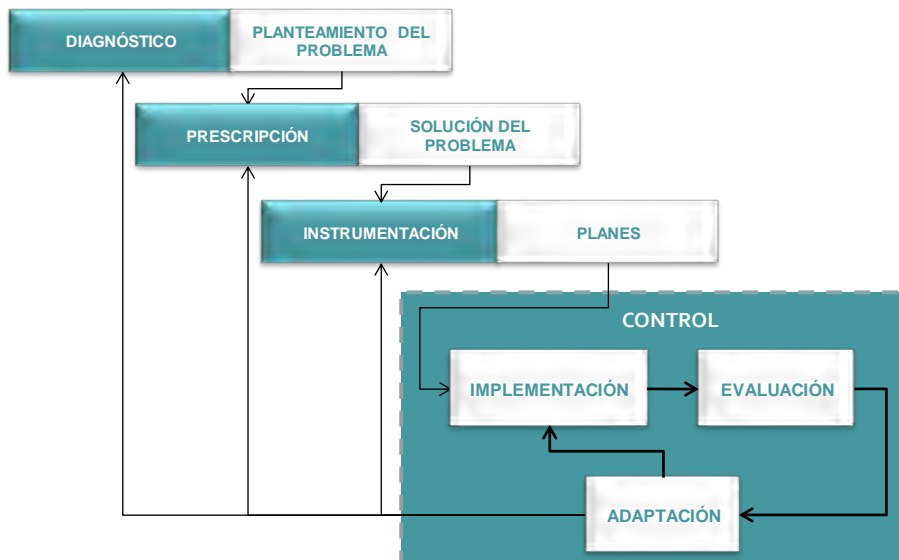 DIAGNÓSTICO
PLANTEAMIENTO DEL
PROBLEMA
PRESCRIPCIÓN
SOLUCIÓN DEL
PROBLEMA
INSTRUMENTACIÓN
PLANES
CONTROL
IMPLEMENTACIÓN
EVALUACIÓN
ADAPTACIÓN